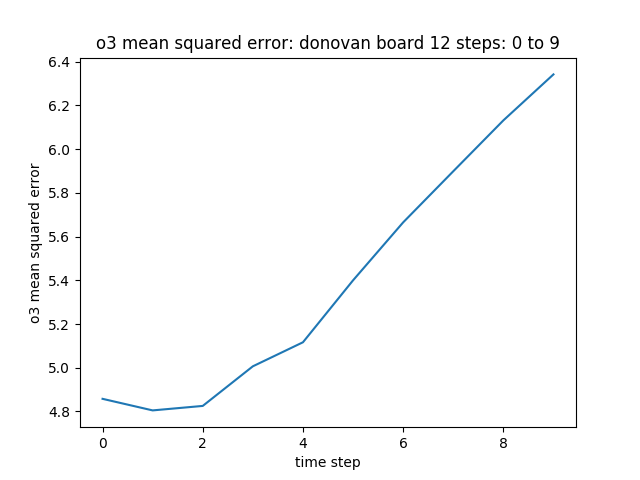 o3 mean squared error: donovan board 12 steps: 0 to 9
6.4
6.2
6.0
5.8
5.6
5.4
5.2
5.0
4.8
o3 mean squared error
0 2 4 6 8
time step